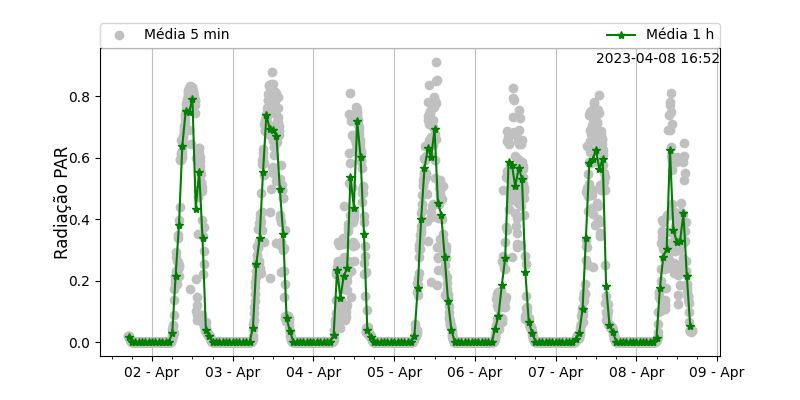 Média 5 min
Média 1 h
2023-04-08 16:52
Radiação PAR
0.8
0.6
0.4
0.2
0.0
02 - Apr
03 - Apr
04 - Apr
05 - Apr
06 - Apr
07 - Apr
08 - Apr
09 - Apr